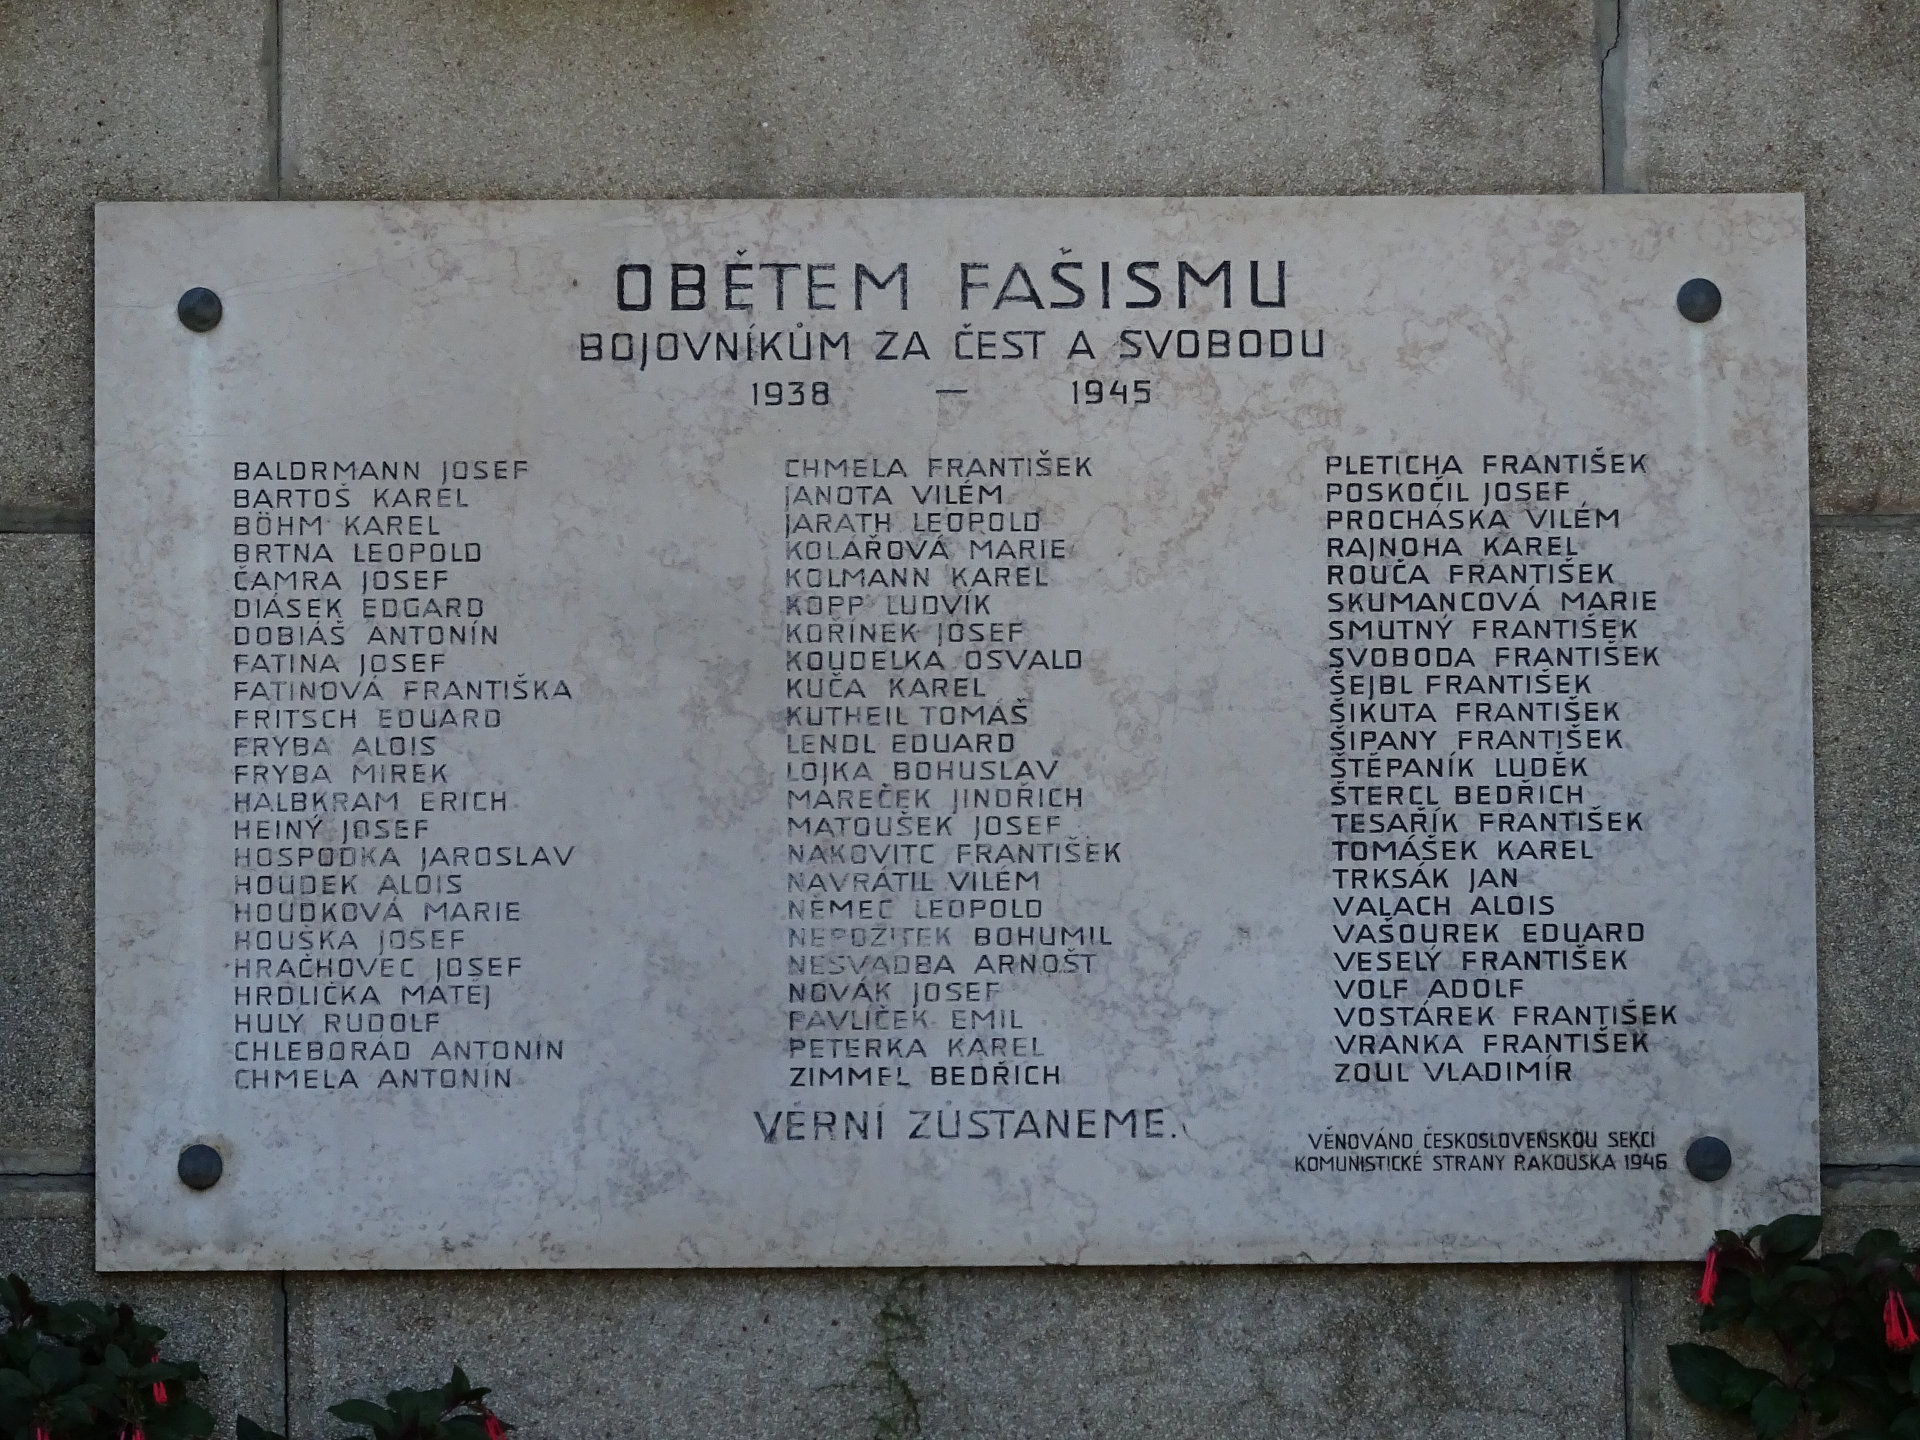 OBĚTEM FAŠISMU
BOJOVNÍKŮM ZA ČEST A SVOBODU
1938 — 1945
BALDRMANN JOSEF
BARTOŠ KAREL
BÖHM KAREL
BRTNA LEOPOLD
ČAMRA JOSEF
DIÁSEK EDGARD
DOBIÁŠ ANTONÍN
FATINA JOSEF
FATINOVÁ FRANTIŠKA
FRITSCH EDUARD
FRYBA ALOIS
FRYBA MIREK
HALBKRAM ERICH
HEINÝ JOSEF
HOSPODKA JAROSLAV
HOUDEK ALOIS
HOUDKOVÁ MARIE
HOUŠKA JOSEF
HRAČHOVEC JOSEF
HRDLIČKA MATĚJ
HULY RUDOLF
CHLEBORÁD ANTONÍN
CHMELA ANTONÍN
CHMELA FRANTIŠEK
JANOTA VILÉM
JARATH LEOPOLD
KOLAŘOVÁ MARIE
KOLMANN KAREL
KOPP LUDVÍK
KOŘÍNEK JOSEF
KOUDELKA OSVALD
KUČA KAREL
KUTHEIL TOMÁŠ
LENDL EDUARD
LOJKA BOHUSLAV
MAREČEK JINDŘICH
MATOUŠEK JOSEF
NAKOVITC FRANTIŠEK
NAVRÁTIL VILÉM
NĚMEC LEOPOLD
NEPOŽITEK BOHUMIL
NESVADBA ARNOŠT
NOVÁK JOSEF
PAVLÍČEK EMIL
PETERKA KAREL
ZIMMEL BEDŘICH
PLETICHA FRANTIŠEK
POSKOČIL JOSEF
PROCHÁSKA VILÉM
RAJNOHA KAREL
ROUČA FRANTIŠEK
SKUMANCOVÁ MARIE
SMUTNÝ FRANTIŠEK
SVOBODA FRANTIŠEK
ŠEJBL FRANTIŠEK
ŠIKUTA FRANTIŠEK
ŠIPANY FRANTIŠEK
ŠTĚPANÍK LUDĚK
ŠTERCL BEDŘICH
TESAŘÍK FRANTIŠEK
TOMÁŠEK KAREL
TRKSÁK JAN
VALACH ALOIS
VAŠOUREK EDUARD
VESELÝ FRANTIŠEK
VOLF ADOLF
VOSTÁREK FRANTIŠEK
VRANKA FRANTIŠEK
ZOUL VLADIMÍR
VĚRNÍ ZŮSTANEME.
VĚNOVÁNO ČESKOSLOVENSKOU SEKCÍ
KOMUNISTICKÉ STRANY RAKOUSKA 1946